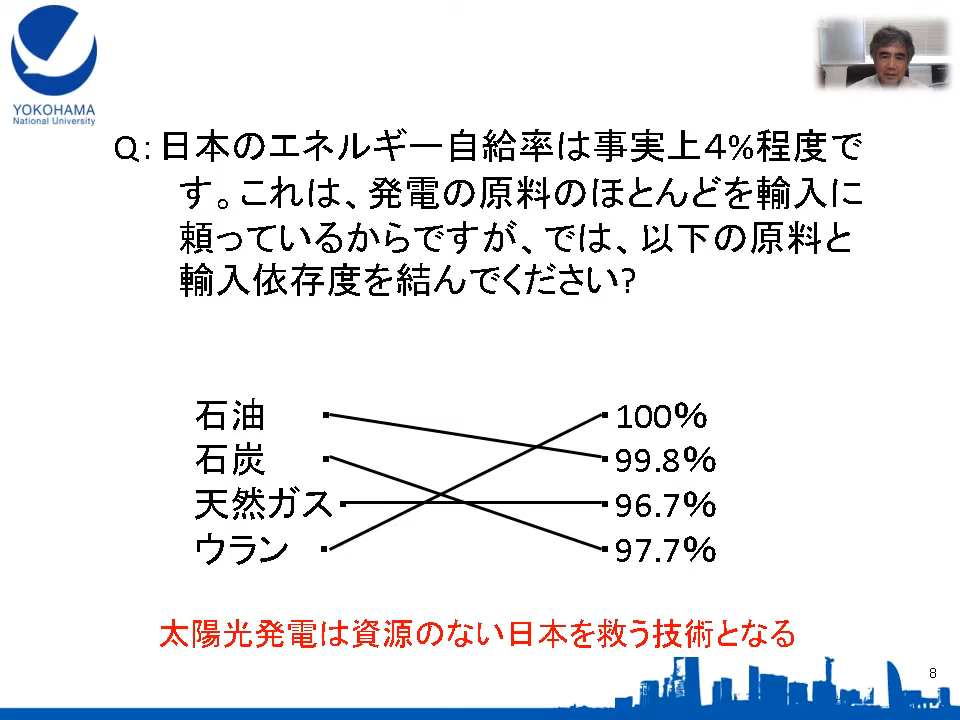 YOKOHAMA
National University
Q：日本のエネルギー自給率は事実上４%程度で
す。これは、発電の原料のほとんどを輸入に
頼っているからですが、では、以下の原料と
輸入依存度を結んでください?
石油 ・ ・100％
石炭 ・ ・99.8％
天然ガス・ ・96.7％
ウラン ・ ・97.7％
太陽光発電は資源のない日本を救う技術となる
8